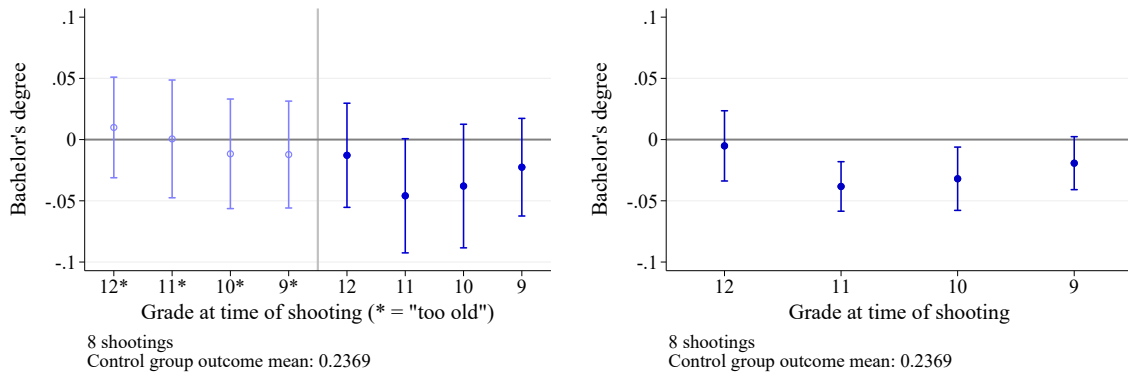 Bachelor's degree
.1
.05
0
-.05
-.1
12* 11* 10* 9* 12 11 10 9
Grade at time of shooting (* = "too old")
8 shootings
Control group outcome mean: 0.2369
Bachelor's degree
.1
.05
0
-.05
-.1
12 11 10 9
Grade at time of shooting
8 shootings
Control group outcome mean: 0.2369